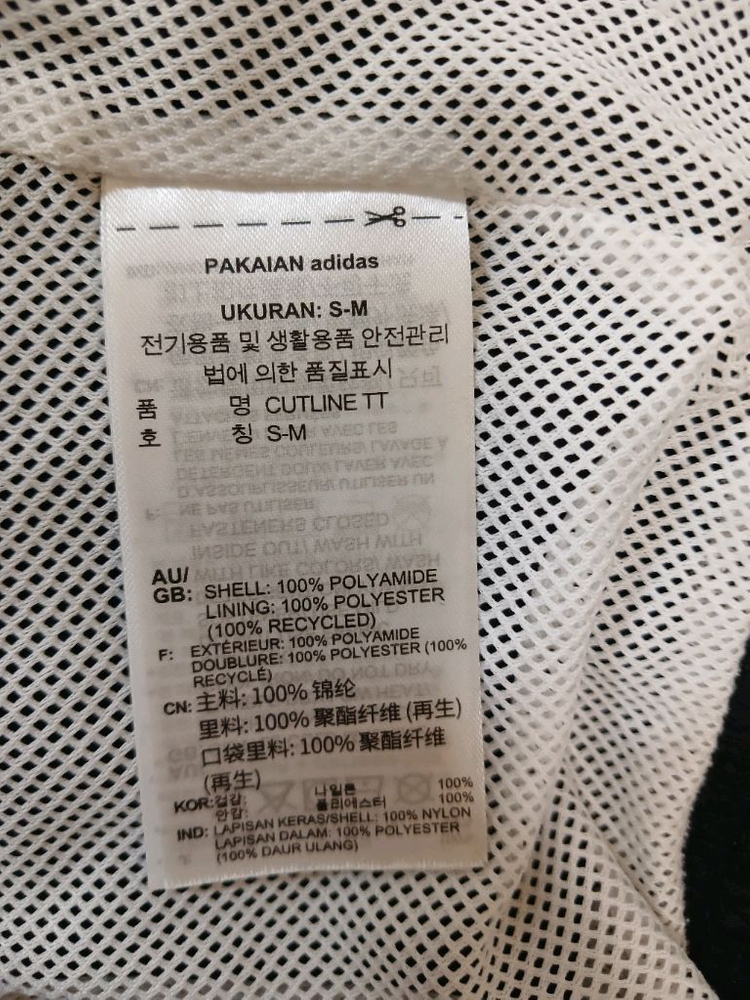 PAKAIAN adidas
UKURAN: S-M
전기용품 및 생활용품 안전관리
법에 의한 품질표시
품 명 CUTLINE TT
호 칭 S-M
AU/
GB: SHELL: 100% POLYAMIDE
LINING: 100% POLYESTER
(100% RECYCLED)
F: EXTÉRIEUR: 100% POLYAMIDE
DOUBLURE: 100% POLYESTER (100%
RECYCLÉ)
CN: 主料: 100% 锦纶
里料: 100% 聚酯纤维 (再生)
口袋里料: 100% 聚酯纤维
(再生)
KOR: 겉감: 나일론 100%
안감: 폴리에스터 100%
IND: LAPISAN KERAS/SHELL: 100% NYLON
LAPISAN DALAM: 100% POLYESTER
(100% DAUR ULANG)